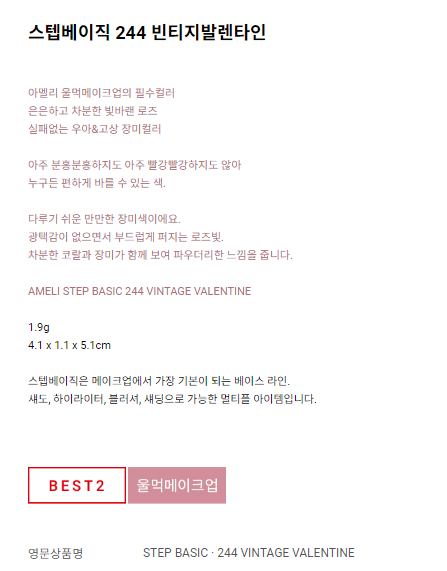 스텝베이직 244 빈티지발렌타인
아멜리 울먹메이크업의 필수컬러
은은하고 차분한 빛바랜 로즈
실패없는 우아&고상 장미컬러
아주 분홍분홍하지도 아주 빨강빨강하지도 않아
누구든 편하게 바를 수 있는 색.
다루기 쉬운 만만한 장미색이에요.
광택감이 없으면서 부드럽게 퍼지는 로즈빛.
차분한 코랄과 장미가 함께 보여 파우더리한 느낌을 줍니다.
AMELI STEP BASIC 244 VINTAGE VALENTINE
1.9g
4.1 x 1.1 x 5.1cm
스텝베이직은 메이크업에서 가장 기본이 되는 베이스 라인.
섀도, 하이라이터, 블러셔, 섀딩으로 가능한 멀티플 아이템입니다.
BEST2 울먹메이크업
영문상품명 STEP BASIC · 244 VINTAGE VALENTINE